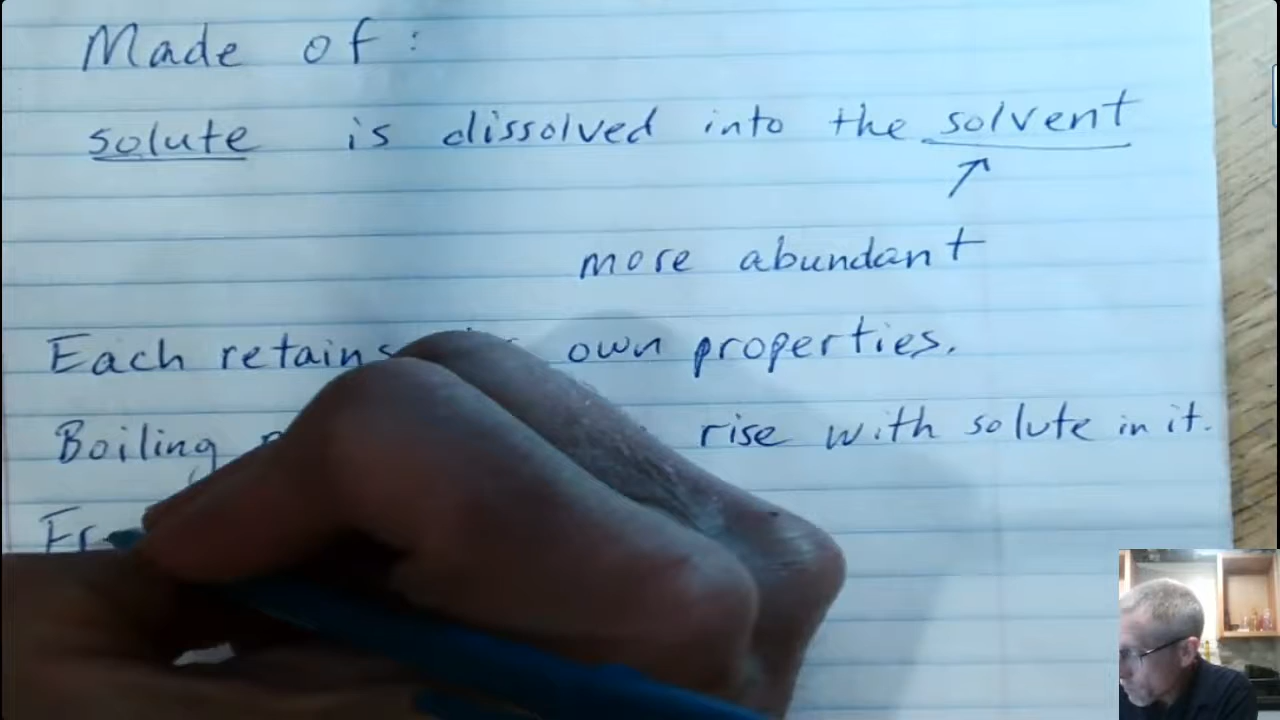 Made of:
solute is dissolved into the solvent
more abundant
Each retains own properties.
Boiling rise with solute in it.
Fr